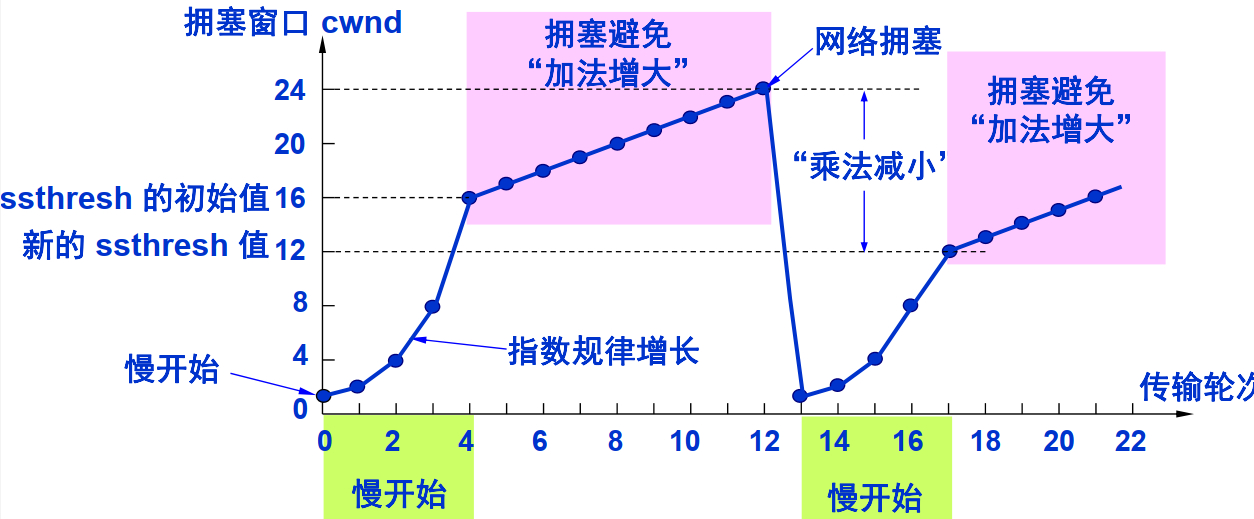 拥塞窗口 cwnd
拥塞避免
“加法增大”
网络拥塞
拥塞避免
“加法增大”
24
20
“乘法减小”
ssthresh 的初始值 16
新的 ssthresh 值 12
8
4
指数规律增长
慢开始
传输轮次
0
0 2 4 6 8 10 12 14 16 18 20 22
慢开始
慢开始